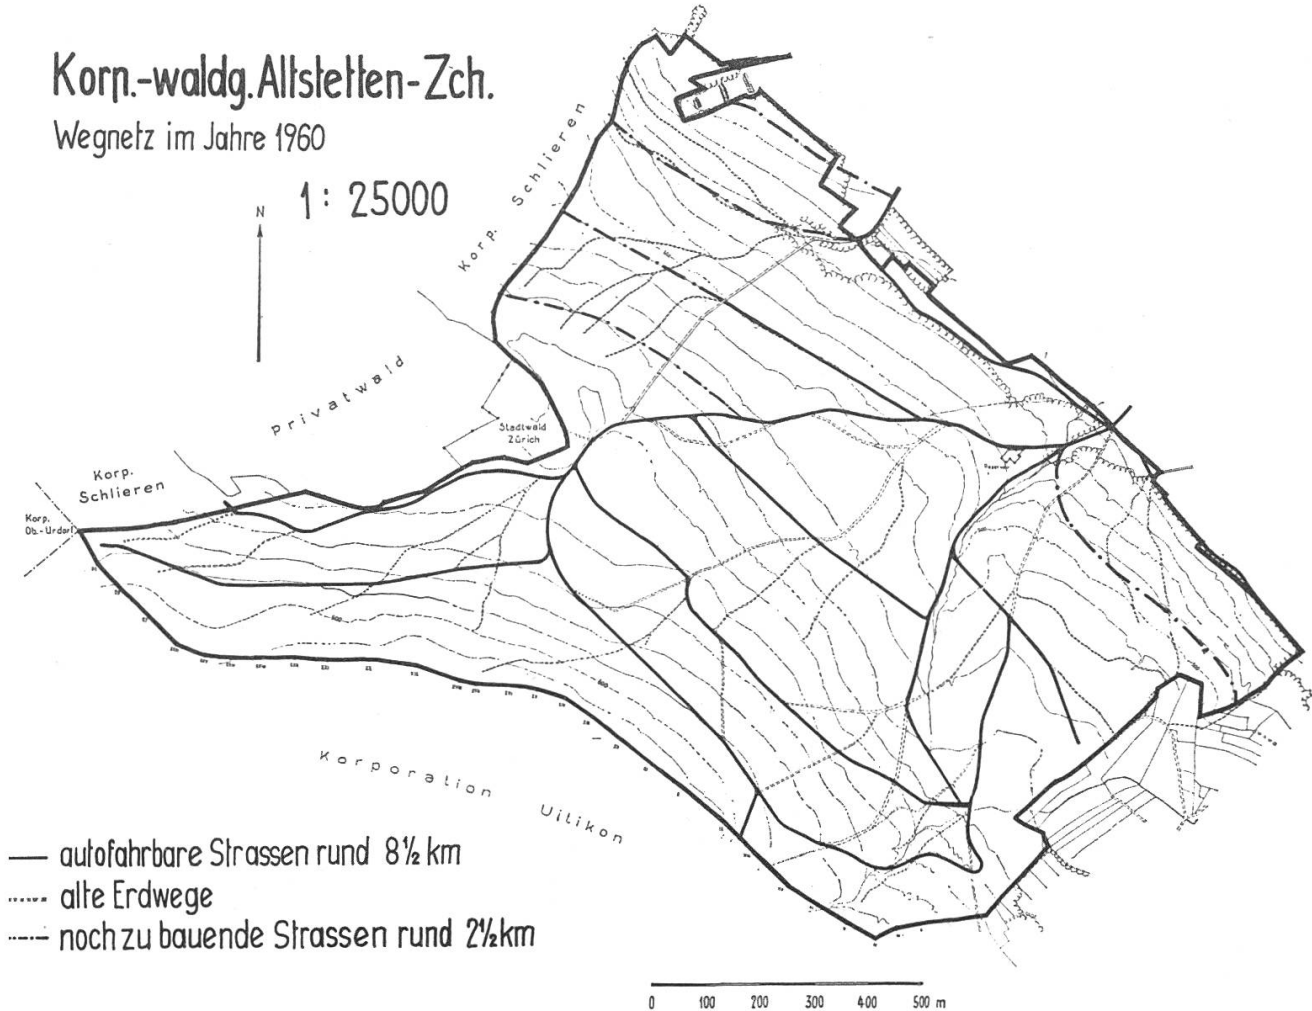 Korp.-waldg. Altstetten-Zch.
Wegnetz im Jahre 1960
1 : 25000
N
Korp. Schlieren
Privatwald
Stadtwald
Zürich
Korp.
Schlieren
Korp.
Ob.-Urdorf
500
500
Korporation Uitikon
autofahrbare Strassen rund 8½ km
alte Erdwege
noch zu bauende Strassen rund 2½ km
0 100 200 300 400 500 m